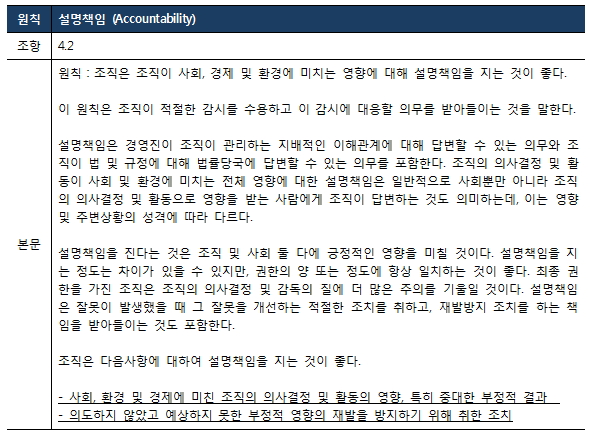 원칙 설명책임 (Accountability)
조항 4.2
원칙 : 조직은 조직이 사회, 경제 및 환경에 미치는 영향에 대해 설명책임을 지는 것이 좋다.
이 원칙은 조직이 적절한 감시를 수용하고 이 감시에 대응할 의무를 받아들이는 것을 말한다.
설명책임은 경영진이 조직이 관리하는 지배적인 이해관계에 대해 답변할 수 있는 의무와 조
직이 법 및 규정에 대해 법률당국에 답변할 수 있는 의무를 포함한다. 조직의 의사결정 및 활
동이 사회 및 환경에 미치는 전체 영향에 대한 설명책임은 일반적으로 사회뿐만 아니라 조직
의 의사결정 및 활동으로 영향을 받는 사람에게 조직이 답변하는 것도 의미하는데, 이는 영향
및 주변상황의 성격에 따라 다르다.
본문
설명책임을 진다는 것은 조직 및 사회 둘 다에 긍정적인 영향을 미칠 것이다. 설명책임을 지
는 정도는 차이가 있을 수 있지만, 권한의 양 또는 정도에 항상 일치하는 것이 좋다. 최종 권
한을 가진 조직은 조직의 의사결정 및 감독의 질에 더 많은 주의를 기울일 것이다. 설명책임
은 잘못이 발생했을 때 그 잘못을 개선하는 적절한 조치를 취하고, 재발방지 조치를 하는 책
임을 받아들이는 것도 포함한다.
조직은 다음사항에 대하여 설명책임을 지는 것이 좋다.
- 사회, 환경 및 경제에 미친 조직의 의사결정 및 활동의 영향, 특히 중대한 부정적 결과
- 의도하지 않았고 예상하지 못한 부정적 영향의 재발을 방지하기 위해 취한 조치